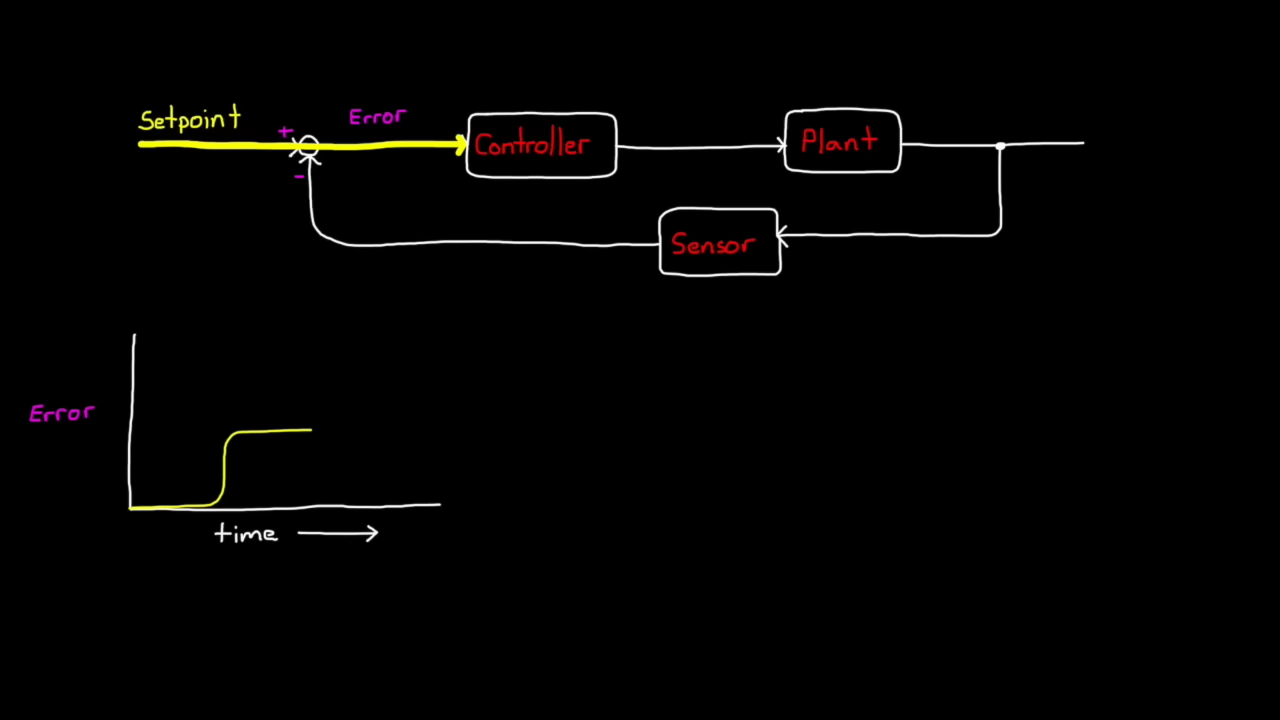 Setpoint
+
Error
Controller
Plant
-
Sensor
Error
time